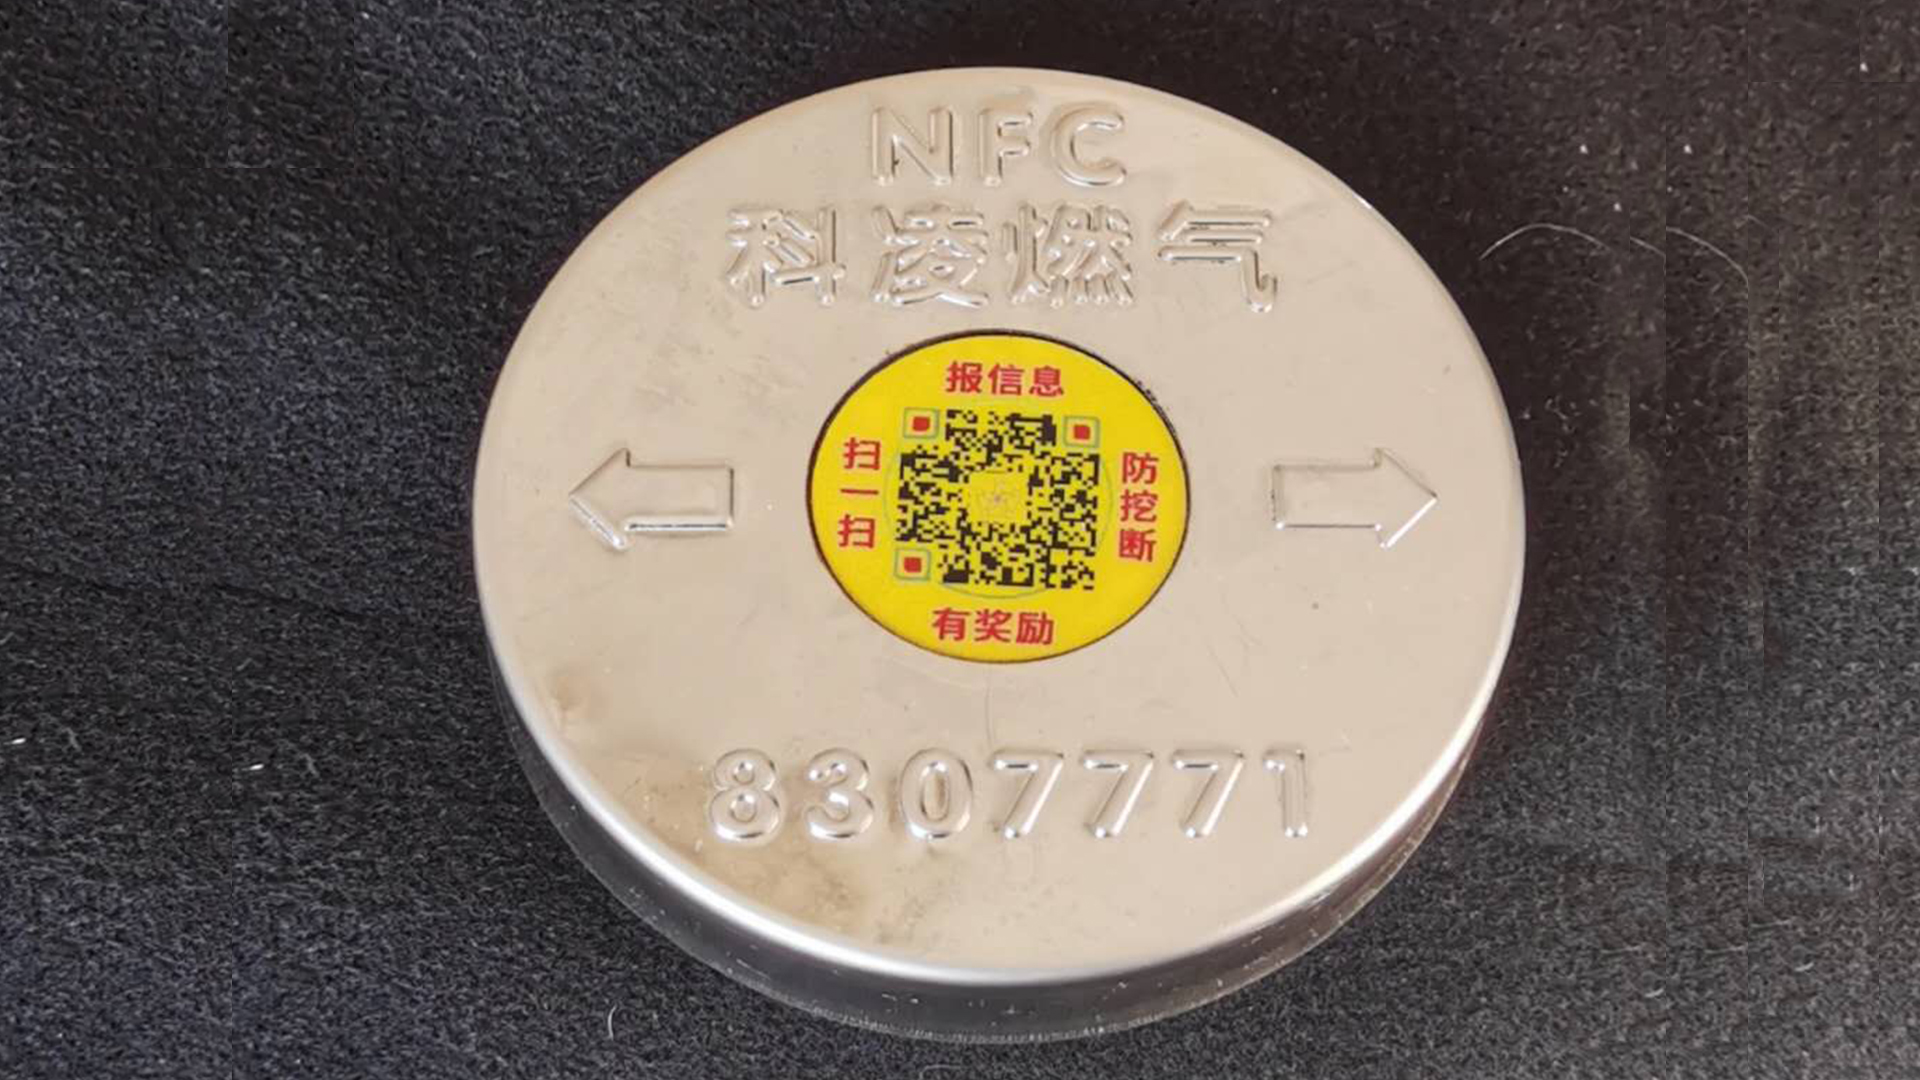 NFC
科凌燃气
报信息
扫一扫
防挖断
有奖励
8307771